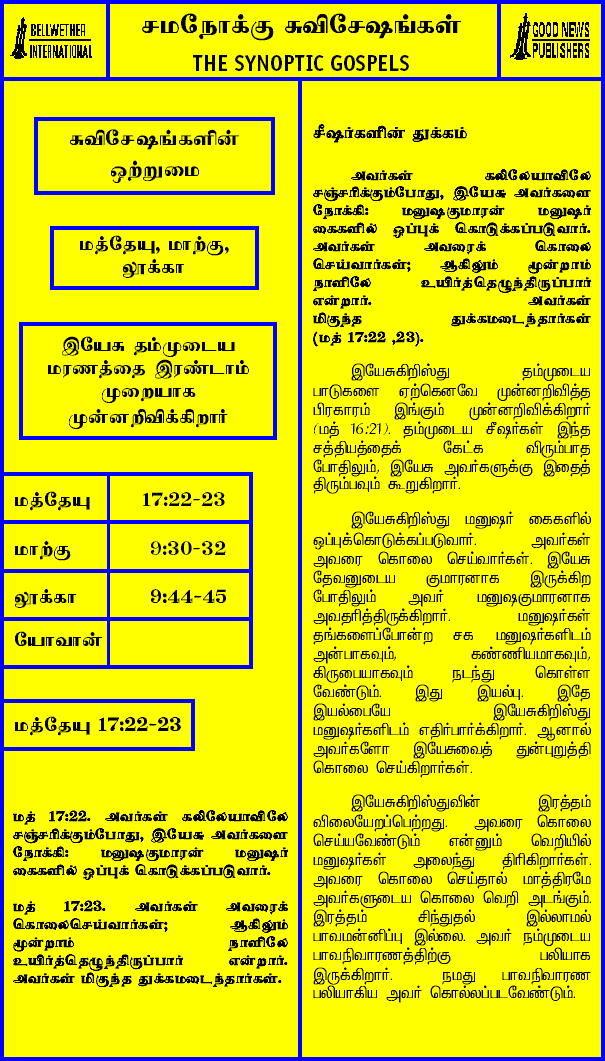 BELLWETHER
INTERNATIONAL
சமநோக்கு சுவிசேஷங்கள்
THE SYNOPTIC GOSPELS
GOOD NEWS
PUBLISHERS
சுவிசேஷங்களின்
ஒற்றுமை
மத்தேயு, மாற்கு,
லூக்கா
இயேசு தம்முடைய
மரணத்தை இரண்டாம்
முறையாக
முன்னறிவிக்கிறார்
மத்தேயு 17:22-23
மாற்கு 9:30-32
லூக்கா 9:44-45
யோவான்
மத்தேயு 17:22-23
மத் 17:22. அவர்கள் கலிலேயாவிலே
சஞ்சரிக்கும்போது, இயேசு அவர்களை
நோக்கி: மனுஷகுமாரன் மனுஷர்
கைகளில் ஒப்புக் கொடுக்கப்படுவார்.
மத் 17:23. அவர்கள் அவரைக்
கொலைசெய்வார்கள்; ஆகிலும்
மூன்றாம் நாளிலே
உயிர்த்தெழுந்திருப்பார் என்றார்.
அவர்கள் மிகுந்த துக்கமடைந்தார்கள்.
சீஷர்களின் துக்கம்
அவர்கள் கலிலேயாவிலே
சஞ்சரிக்கும்போது, இயேசு அவர்களை
நோக்கி: மனுஷகுமாரன் மனுஷர்
கைகளில் ஒப்புக் கொடுக்கப்படுவார்.
அவர்கள் அவரைக் கொலை
செய்வார்கள்; ஆகிலும் மூன்றாம்
நாளிலே உயிர்த்தெழுந்திருப்பார்
என்றார். அவர்கள்
மிகுந்த துக்கமடைந்தார்கள்
(மத் 17:22 ,23).
இயேசுகிறிஸ்து தம்முடைய
பாடுகளை ஏற்கெனவே முன்னறிவித்த
பிரகாரம் இங்கும் முன்னறிவிக்கிறார்
(மத் 16:21). தம்முடைய சீஷர்கள் இந்த
சத்தியத்தைக் கேட்க விரும்பாத
போதிலும், இயேசு அவர்களுக்கு இதைத்
திரும்பவும் கூறுகிறார்.
இயேசுகிறிஸ்து மனுஷர் கைகளில்
ஒப்புக்கொடுக்கப்படுவார். அவர்கள்
அவரை கொலை செய்வார்கள். இயேசு
தேவனுடைய குமாரனாக இருக்கிற
போதிலும் அவர் மனுஷகுமாரனாக
அவதரித்திருக்கிறார். மனுஷர்கள்
தங்களைப்போன்ற சக மனுஷர்களிடம்
அன்பாகவும், கண்ணியமாகவும்,
கிருபையாகவும் நடந்து கொள்ள
வேண்டும். இது இயல்பு. இதே
இயல்பையே இயேசுகிறிஸ்து
மனுஷர்களிடம் எதிர்பார்க்கிறார். ஆனால்
அவர்களோ இயேசுவைத் துன்புறுத்தி
கொலை செய்கிறார்கள்.
இயேசுகிறிஸ்துவின் இரத்தம்
விலையேறப்பெற்றது. அவரை கொலை
செய்யவேண்டும் என்னும் வெறியில்
மனுஷர்கள் அலைந்து திரிகிறார்கள்.
அவரை கொலை செய்தால் மாத்திரமே
அவர்களுடைய கொலை வெறி அடங்கும்.
இரத்தம் சிந்துதல் இல்லாமல்
பாவமன்னிப்பு இல்லை. அவர் நம்முடைய
பாவநிவாரணத்திற்கு பலியாக
இருக்கிறார். நமது பாவநிவாரண
பலியாகிய அவர் கொல்லப்படவேண்டும்.